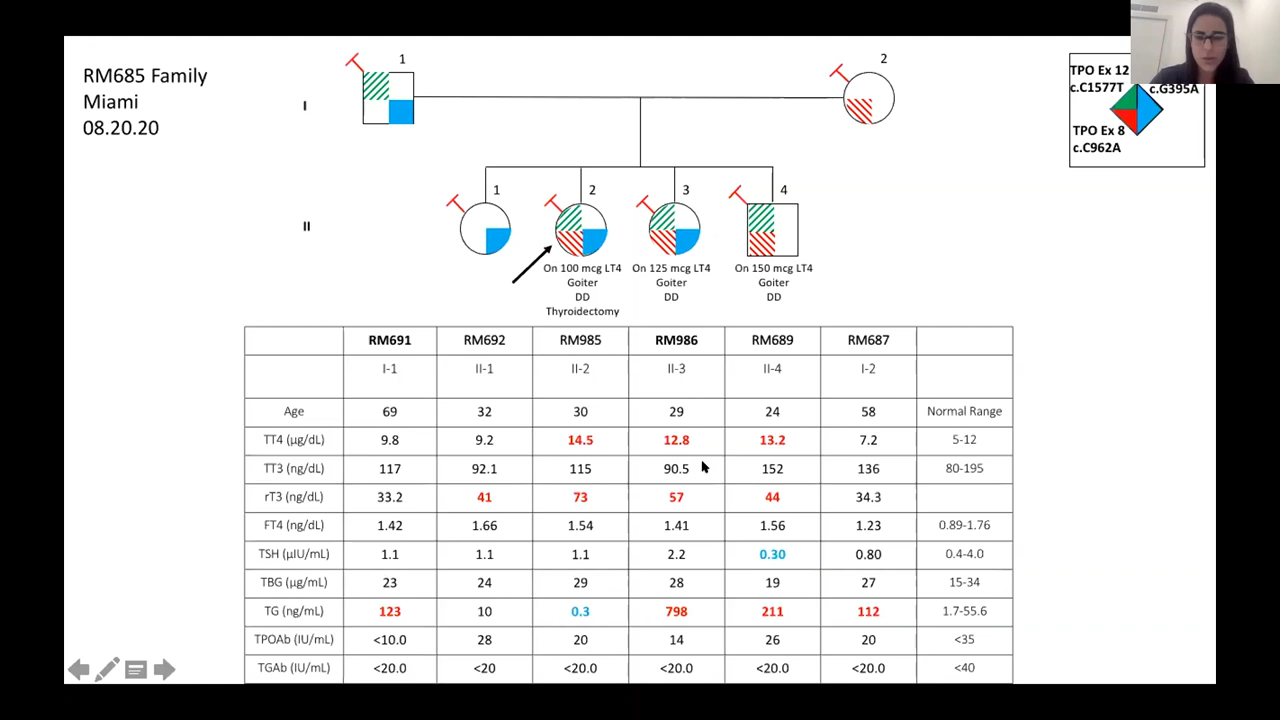 RM685 Family
Miami
08.20.20
1
2
I
TPO Ex 12
c.C1577T
c.G395A
TPO Ex 8
c.C962A
1
2
3
4
II
On 100 mcg LT4
Goiter
DD
Thyroidectomy
On 125 mcg LT4
Goiter
DD
On 150 mcg LT4
Goiter
DD
RM691 RM692 RM985 RM986 RM689 RM687
I-1 II-1 II-2 II-3 II-4 I-2
Age 69 32 30 29 24 58 Normal Range
TT4 (µg/dL) 9.8 9.2 14.5 12.8 13.2 7.2 5-12
TT3 (ng/dL) 117 92.1 115 90.5 152 136 80-195
rT3 (ng/dL) 33.2 41 73 57 44 34.3
FT4 (ng/dL) 1.42 1.66 1.54 1.41 1.56 1.23 0.89-1.76
TSH (µIU/mL) 1.1 1.1 1.1 2.2 0.30 0.80 0.4-4.0
TBG (µg/mL) 23 24 29 28 19 27 15-34
TG (ng/mL) 123 10 0.3 798 211 112 1.7-55.6
TPOAb (IU/mL) <10.0 28 20 14 26 20 <35
TGAb (IU/mL) <20.0 <20 <20.0 <20.0 <20.0 <20.0 <40